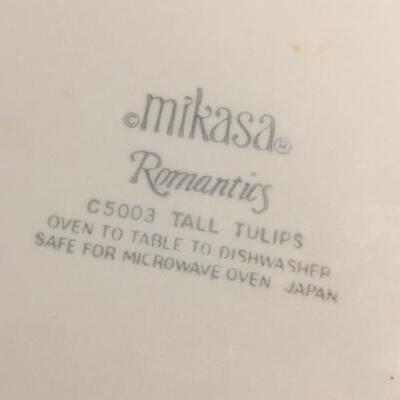 ©mikasa®
Romantics
C5003 TALL TULIPS
OVEN TO TABLE TO DISHWASHER
SAFE FOR MICROWAVE OVEN JAPAN